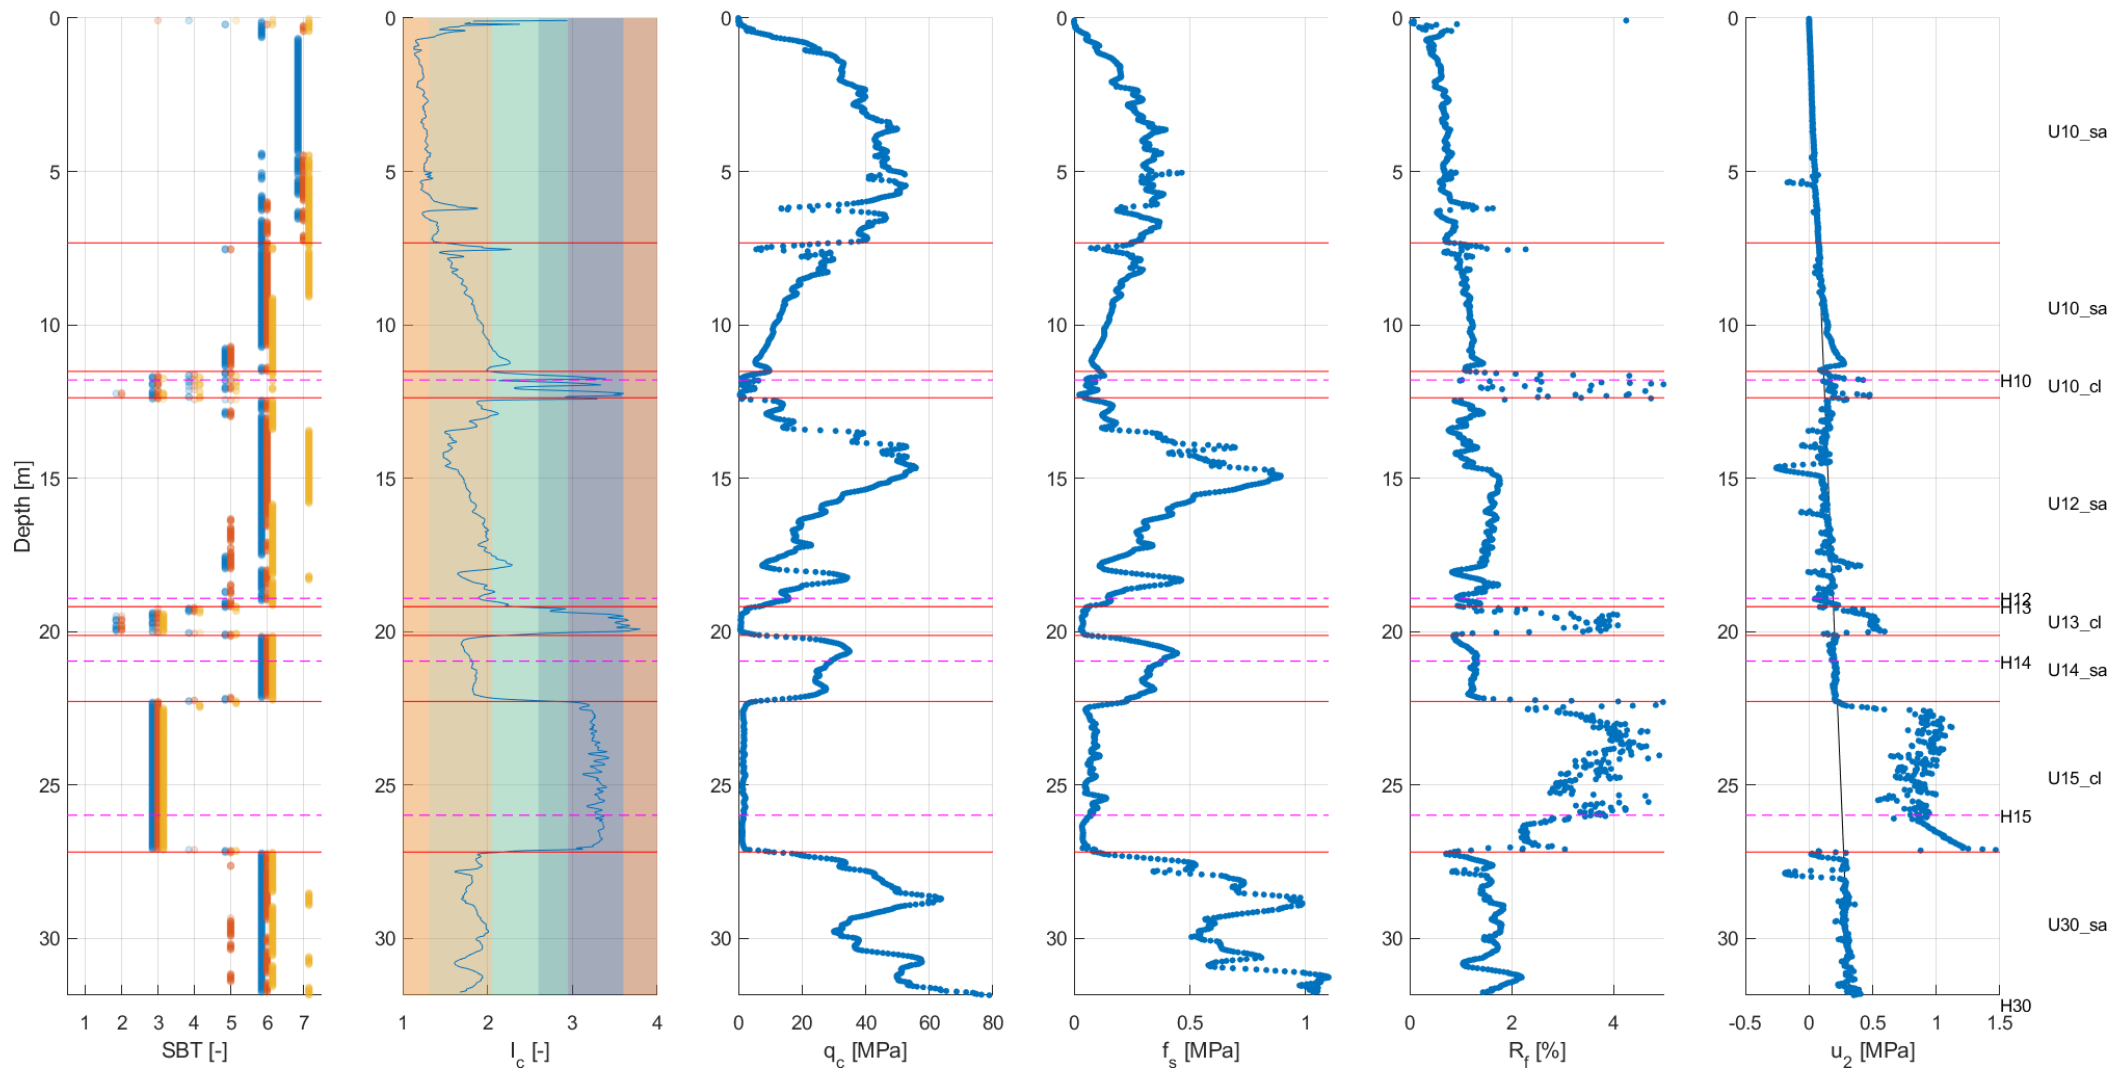 0 0 0 0 0 0
5 5 5 5 5 5
10 10 10 10 10 10
15 15 15 15 15 15
20 20 20 20 20 20
25 25 25 25 25 25
30 30 30 30 30 30
Depth [m]
1 2 3 4 5 6 7
SBT [-]
1 2 3 4
I_c [-]
0 20 40 60 80
q_c [MPa]
0 0.5 1
f_s [MPa]
0 2 4
R_f [%]
-0.5 0 0.5 1 1.5
u_2 [MPa]
U10_sa
U10_sa
H10
U10_cl
U12_sa
H12
H13
U13_cl
H14
U14_sa
U15_cl
H15
U30_sa
H30